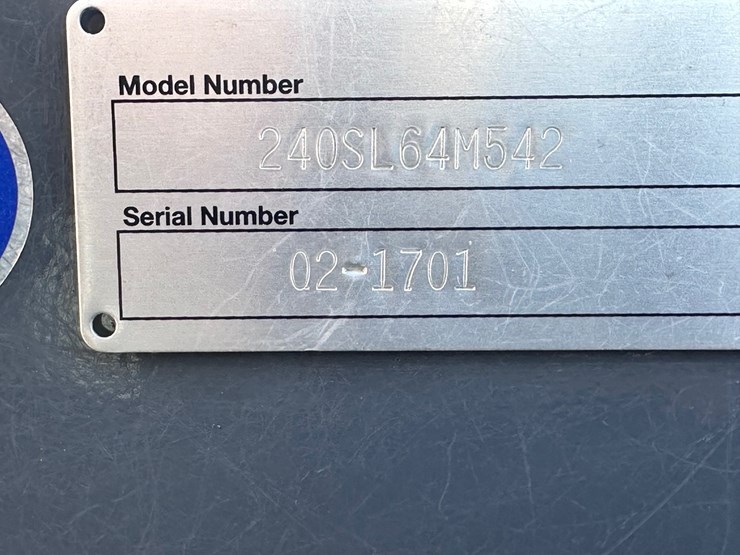 Model Number
240SL64M542
Serial Number
02-1701